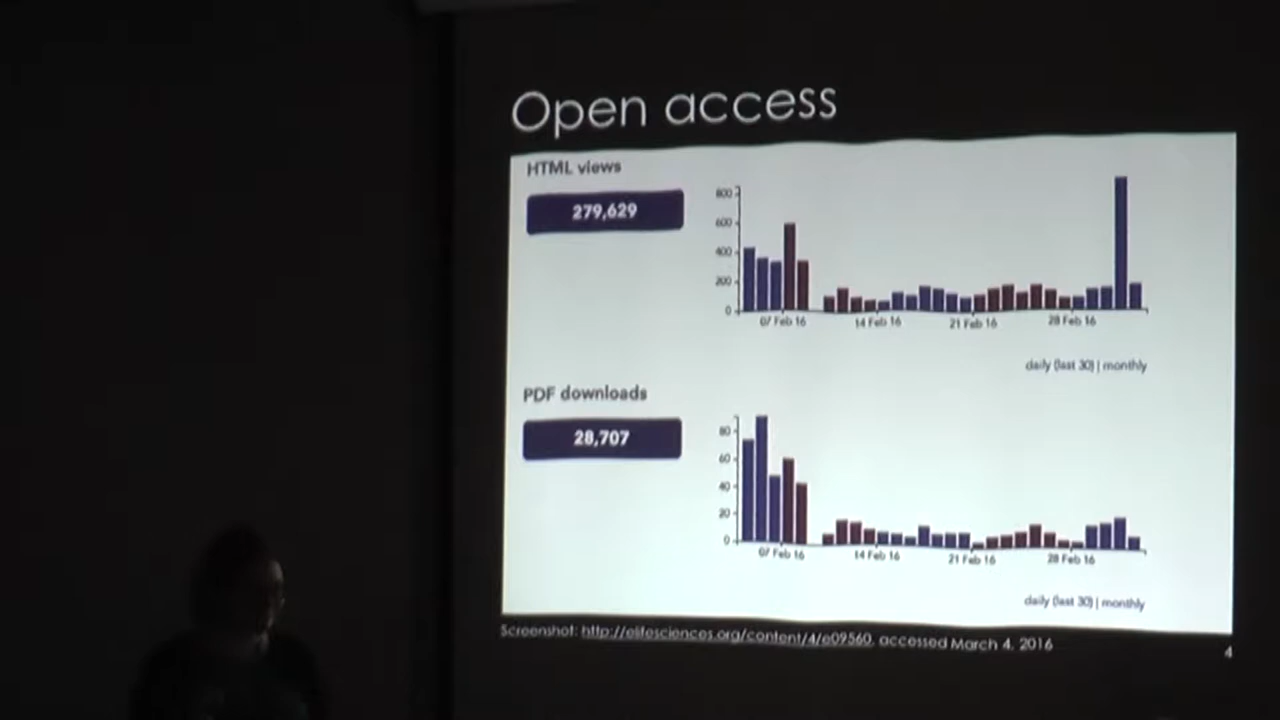 Open access
HTML views
279,629
800
600
400
200
0
07 Feb 16
14 Feb 16
21 Feb 16
28 Feb 16
daily (last 30) | monthly
PDF downloads
28,707
80
60
40
20
0
07 Feb 16
14 Feb 16
21 Feb 16
28 Feb 16
daily (last 30) | monthly
Screenshot: http://elifesciences.org/content/4/e09560, accessed March 4, 2016
4